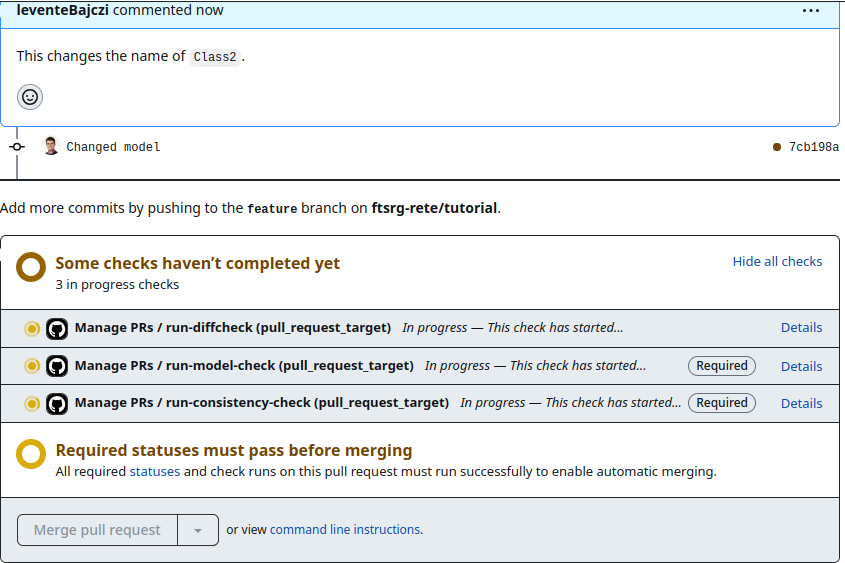 leventeBajczi commented now
This changes the name of Class2.
Changed model 7cb198a
Add more commits by pushing to the feature branch on ftsrg-rete/tutorial.
Some checks haven’t completed yet Hide all checks
3 in progress checks
Manage PRs / run-diffcheck (pull_request_target) In progress — This check has started... Details
Manage PRs / run-model-check (pull_request_target) In progress — This check has started... Required Details
Manage PRs / run-consistency-check (pull_request_target) In progress — This check has started... Required Details
Required statuses must pass before merging
All required statuses and check runs on this pull request must run successfully to enable automatic merging.
Merge pull request or view command line instructions.